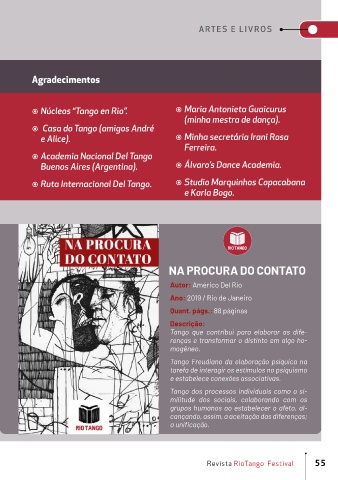 ARTES E LIVROS
Agradecimentos
Núcleos “Tango en Rio”.
Casa do Tango (amigos André
e Alice).
Academia Nacional Del Tango
Buenos Aires (Argentina).
Ruta Internacional Del Tango.
Maria Antonieta Guaicurus
(minha mestra de dança).
Minha secretária Irani Rosa
Ferreira.
Álvaro's Dance Academia.
Studio Marquinhos Copacabana
e Karla Bogo.
NA PROCURA
DO CONTATO
RIO TANGO
RIO TANGO
NA PROCURA DO CONTATO
Autor: Américo Del Rio
Ano: 2019 / Rio de Janeiro
Quant. págs.: 88 páginas
Descrição:
Tango que contribui para elaborar as dife-
renças e transformar o distinto em algo ho-
mogêneo.
Tango Freudiano da elaboração psíquica na
tarefa de interagir os estímulos no psiquismo
e estabelece conexões associativas.
Tango dos processos individuais como a si-
militude dos sociais, colaborando com os
grupos humanos ao estabelecer o afeto, al-
cançando, assim, a aceitação das diferenças;
a unificação.
Revista RioTango Festival 55